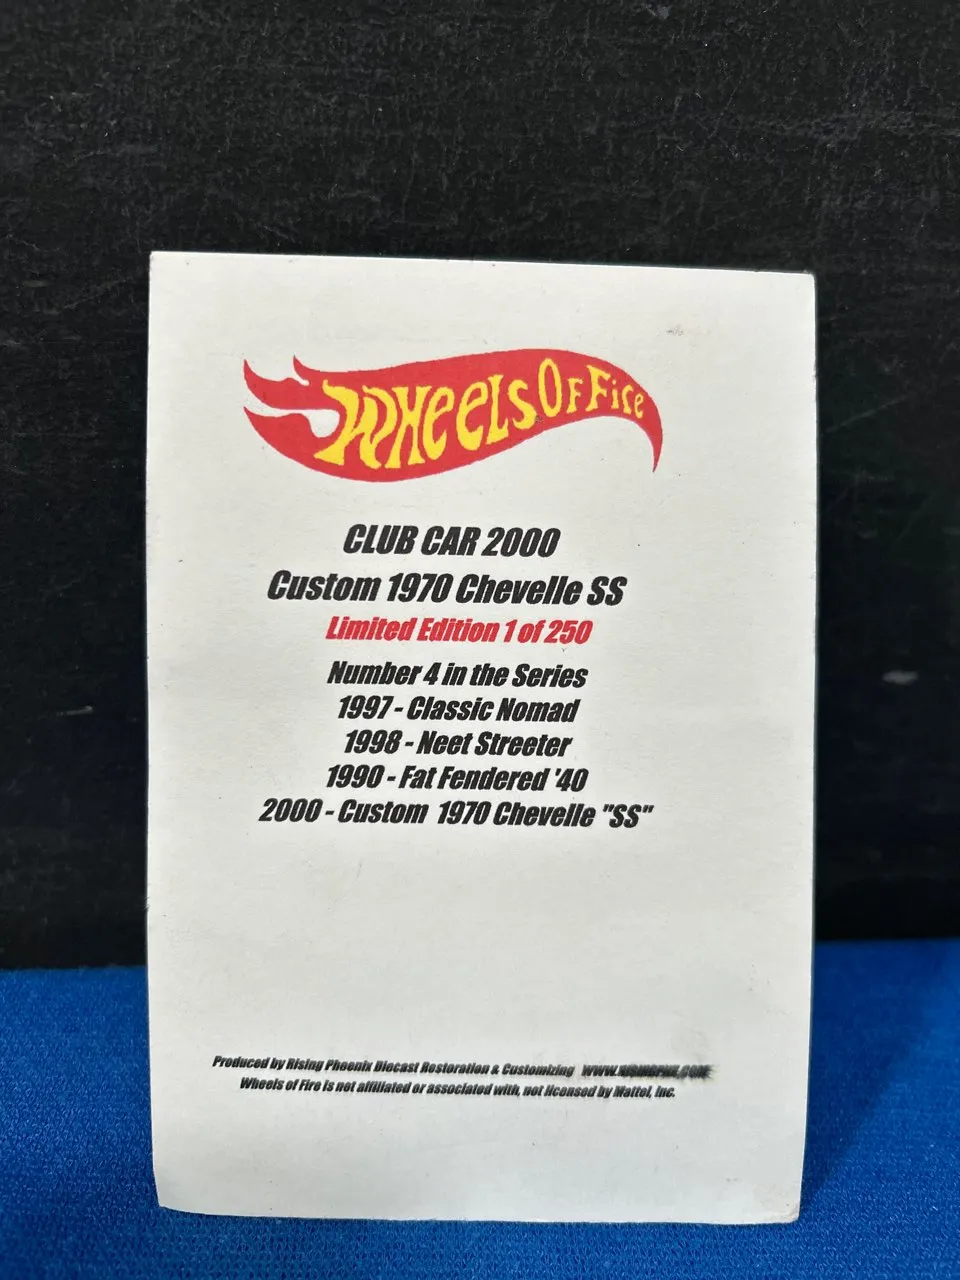 Wheels Of Fire
CLUB CAR 2000
Custom 1970 Chevelle SS
Limited Edition 1 of 250
Number 4 in the Series
1997 - Classic Nomad
1998 - Neet Streeter
1990 - Fat Fendered '40
2000 - Custom 1970 Chevelle "SS"
Produced by Rising Phoenix Diecast Restoration & Customizing
Wheels of Fire is not affiliated or associated with, not licensed by Mattel, Inc.